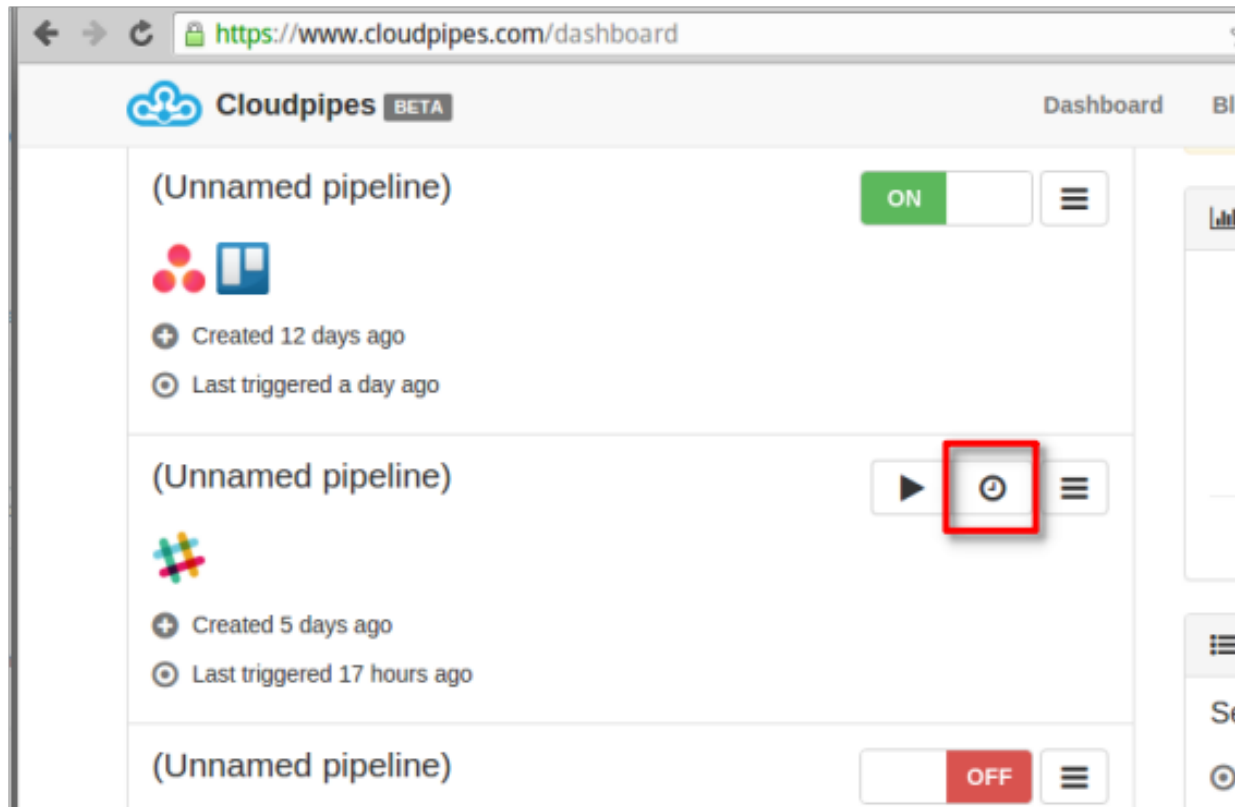 https://www.cloudpipes.com/dashboard
Cloudpipes BETA
Dashboard
(Unnamed pipeline)
ON
Created 12 days ago
Last triggered a day ago
(Unnamed pipeline)
Created 5 days ago
Last triggered 17 hours ago
(Unnamed pipeline)
OFF